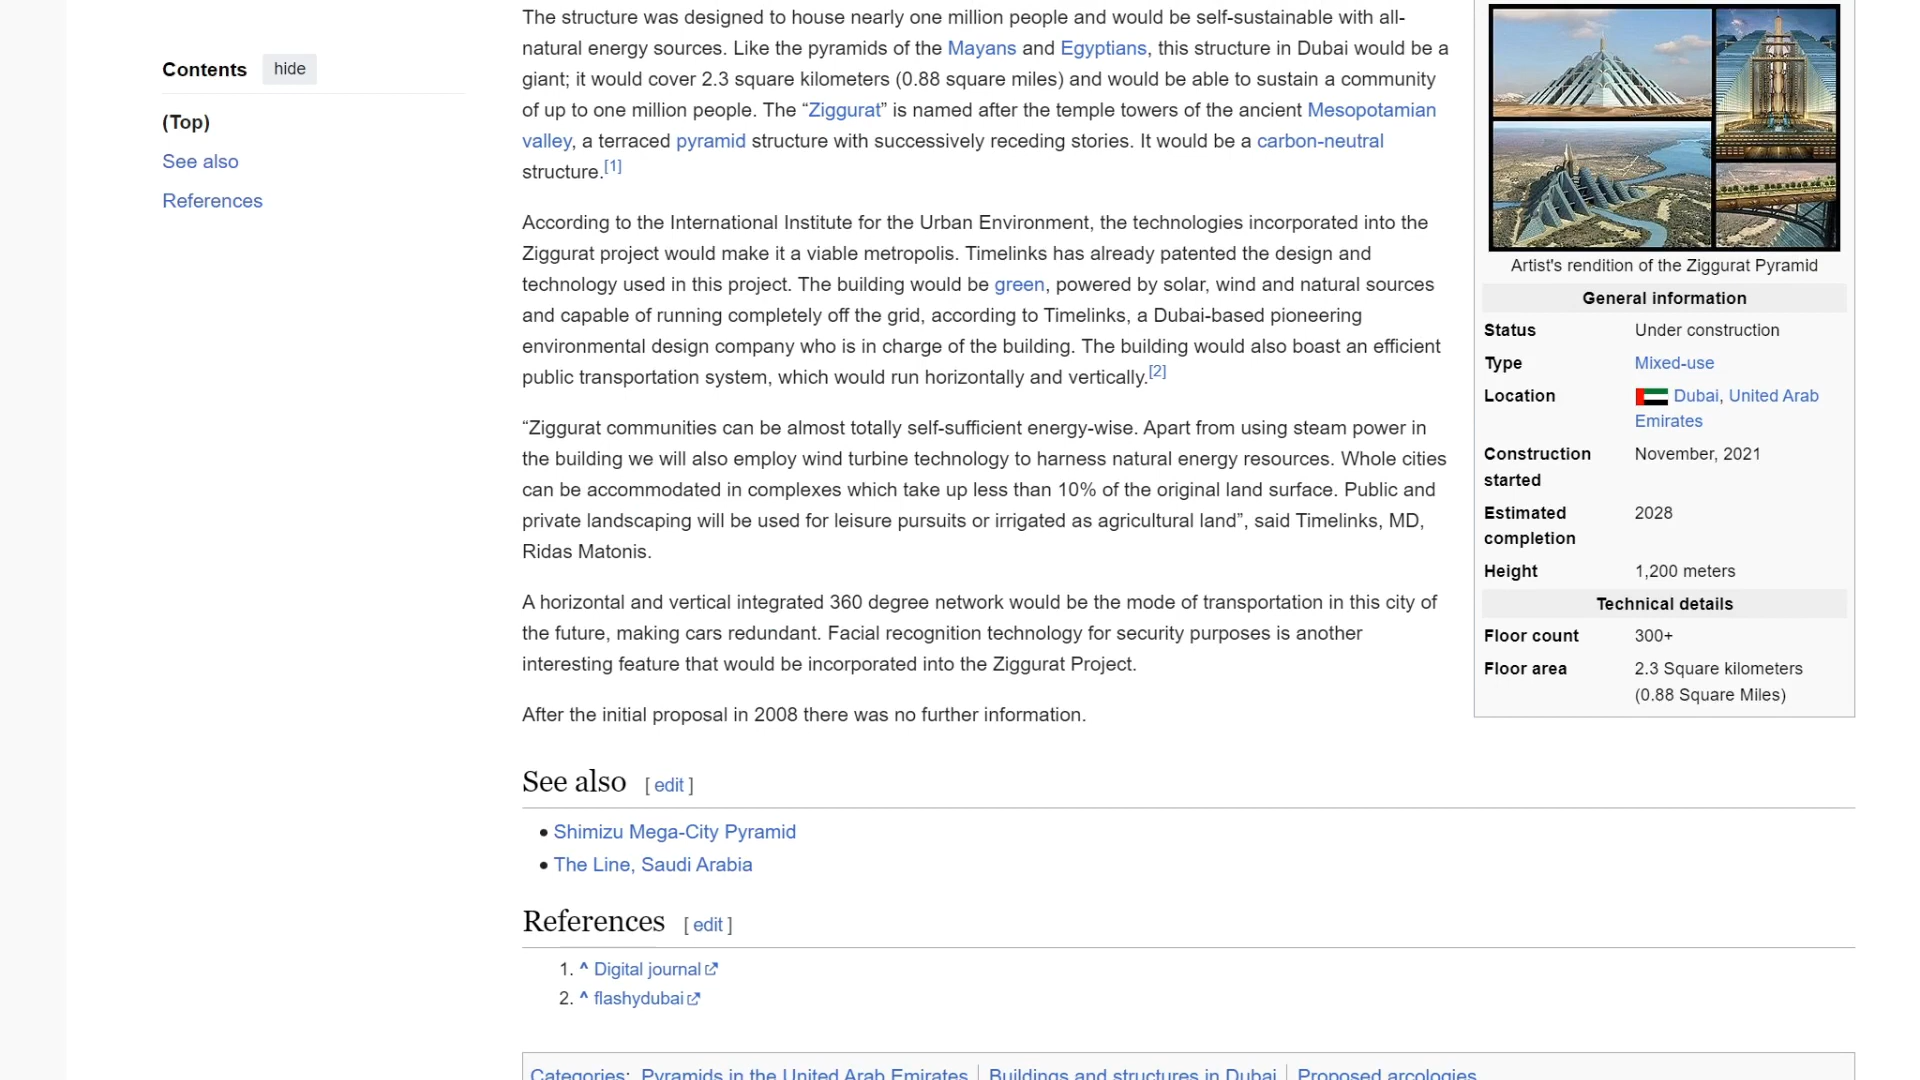 The structure was designed to house nearly one million people and would be self-sustainable with all-
natural energy sources. Like the pyramids of the Mayans and Egyptians, this structure in Dubai would be a
giant; it would cover 2.3 square kilometers (0.88 square miles) and would be able to sustain a community
of up to one million people. The “Ziggurat” is named after the temple towers of the ancient Mesopotamian
valley, a terraced pyramid structure with successively receding stories. It would be a carbon-neutral
structure.[1]
According to the International Institute for the Urban Environment, the technologies incorporated into the
Ziggurat project would make it a viable metropolis. Timelinks has already patented the design and
technology used in this project. The building would be green, powered by solar, wind and natural sources
and capable of running completely off the grid, according to Timelinks, a Dubai-based pioneering
environmental design company who is in charge of the building. The building would also boast an efficient
public transportation system, which would run horizontally and vertically.[2]
“Ziggurat communities can be almost totally self-sufficient energy-wise. Apart from using steam power in
the building we will also employ wind turbine technology to harness natural energy resources. Whole cities
can be accommodated in complexes which take up less than 10% of the original land surface. Public and
private landscaping will be used for leisure pursuits or irrigated as agricultural land”, said Timelinks, MD,
Ridas Matonis.
A horizontal and vertical integrated 360 degree network would be the mode of transportation in this city of
the future, making cars redundant. Facial recognition technology for security purposes is another
interesting feature that would be incorporated into the Ziggurat Project.
After the initial proposal in 2008 there was no further information.
See also [ edit ]
• Shimizu Mega-City Pyramid
• The Line, Saudi Arabia
References [ edit ]
1. ^ Digital journal
2. ^ flashydubai
Categories: Pyramids in the United Arab Emirates | Buildings and structures in Dubai | Proposed arcologies
Contents hide
(Top)
See also
References
Artist's rendition of the Ziggurat Pyramid
General information
Status Under construction
Type Mixed-use
Location Dubai, United Arab
Emirates
Construction November, 2021
started
Estimated 2028
completion
Height 1,200 meters
Technical details
Floor count 300+
Floor area 2.3 Square kilometers
(0.88 Square Miles)